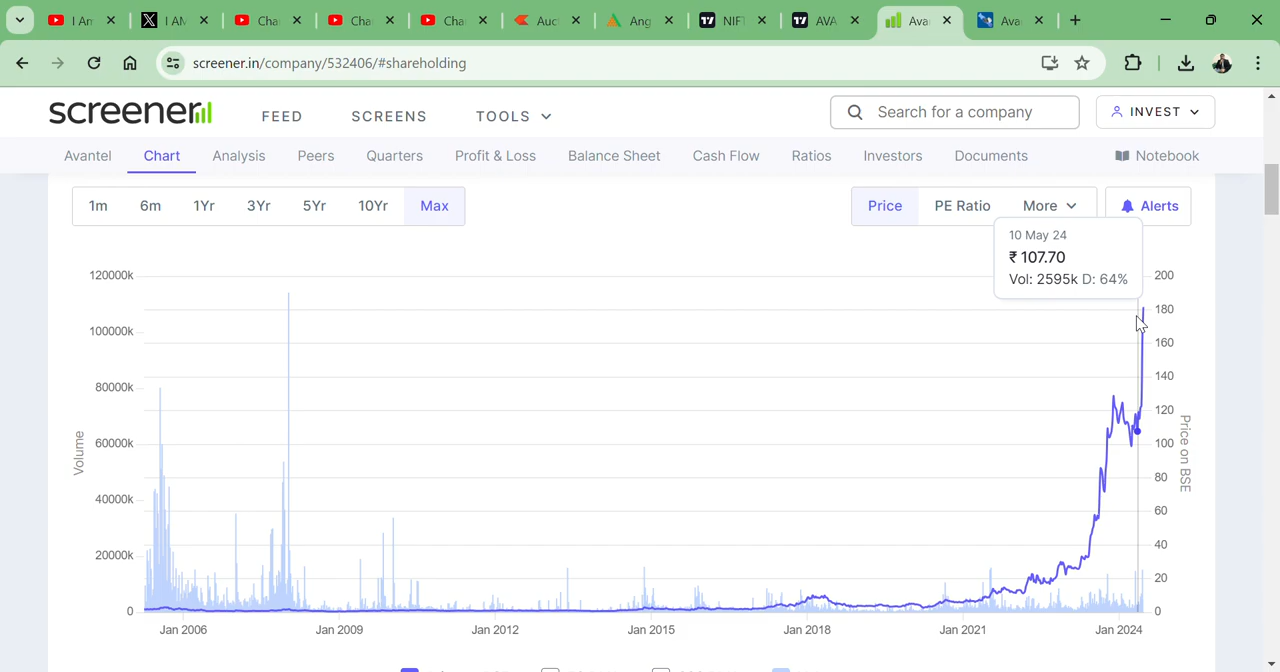 I An
I AM
Cha
Cha
Cha
Auc
Ang
NIF
AVA
Ava
Ava
screener.in/company/532406/#shareholding
screener
FEED
SCREENS
TOOLS
Search for a company
INVEST
Avantel
Chart
Analysis
Peers
Quarters
Profit & Loss
Balance Sheet
Cash Flow
Ratios
Investors
Documents
Notebook
1m
6m
1Yr
3Yr
5Yr
10Yr
Max
Price
PE Ratio
More
Alerts
10 May 24
₹ 107.70
Vol: 2595k D: 64%
120000k
100000k
80000k
60000k
40000k
20000k
0
Volume
200
180
160
140
120
100
80
60
40
20
0
Price on BSE
Jan 2006
Jan 2009
Jan 2012
Jan 2015
Jan 2018
Jan 2021
Jan 2024